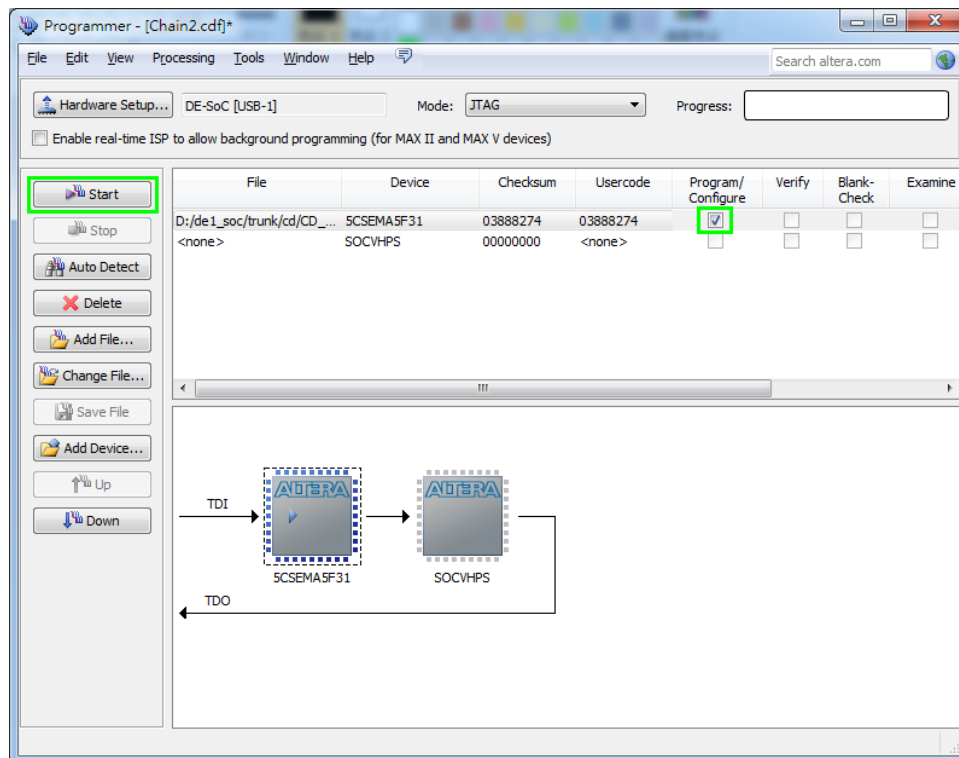 Programmer - [Chain2.cdf]*
File Edit View Processing Tools Window Help
Search altera.com
Hardware Setup... DE-SoC [USB-1] Mode: JTAG Progress:
Enable real-time ISP to allow background programming (for MAX II and MAX V devices)
Start
Stop
Auto Detect
Delete
Add File...
Change File...
Save File
Add Device...
Up
Down
File Device Checksum Usercode Program/ Verify Blank- Examine
Configure Check
D:/de1_soc/trunk/cd/CD_... 5CSEMA5F31 03888274 03888274
<none> SOCVHPS 00000000 <none>
TDI
ALTERA
ALTERA
5CSEMA5F31
SOCVHPS
TDO